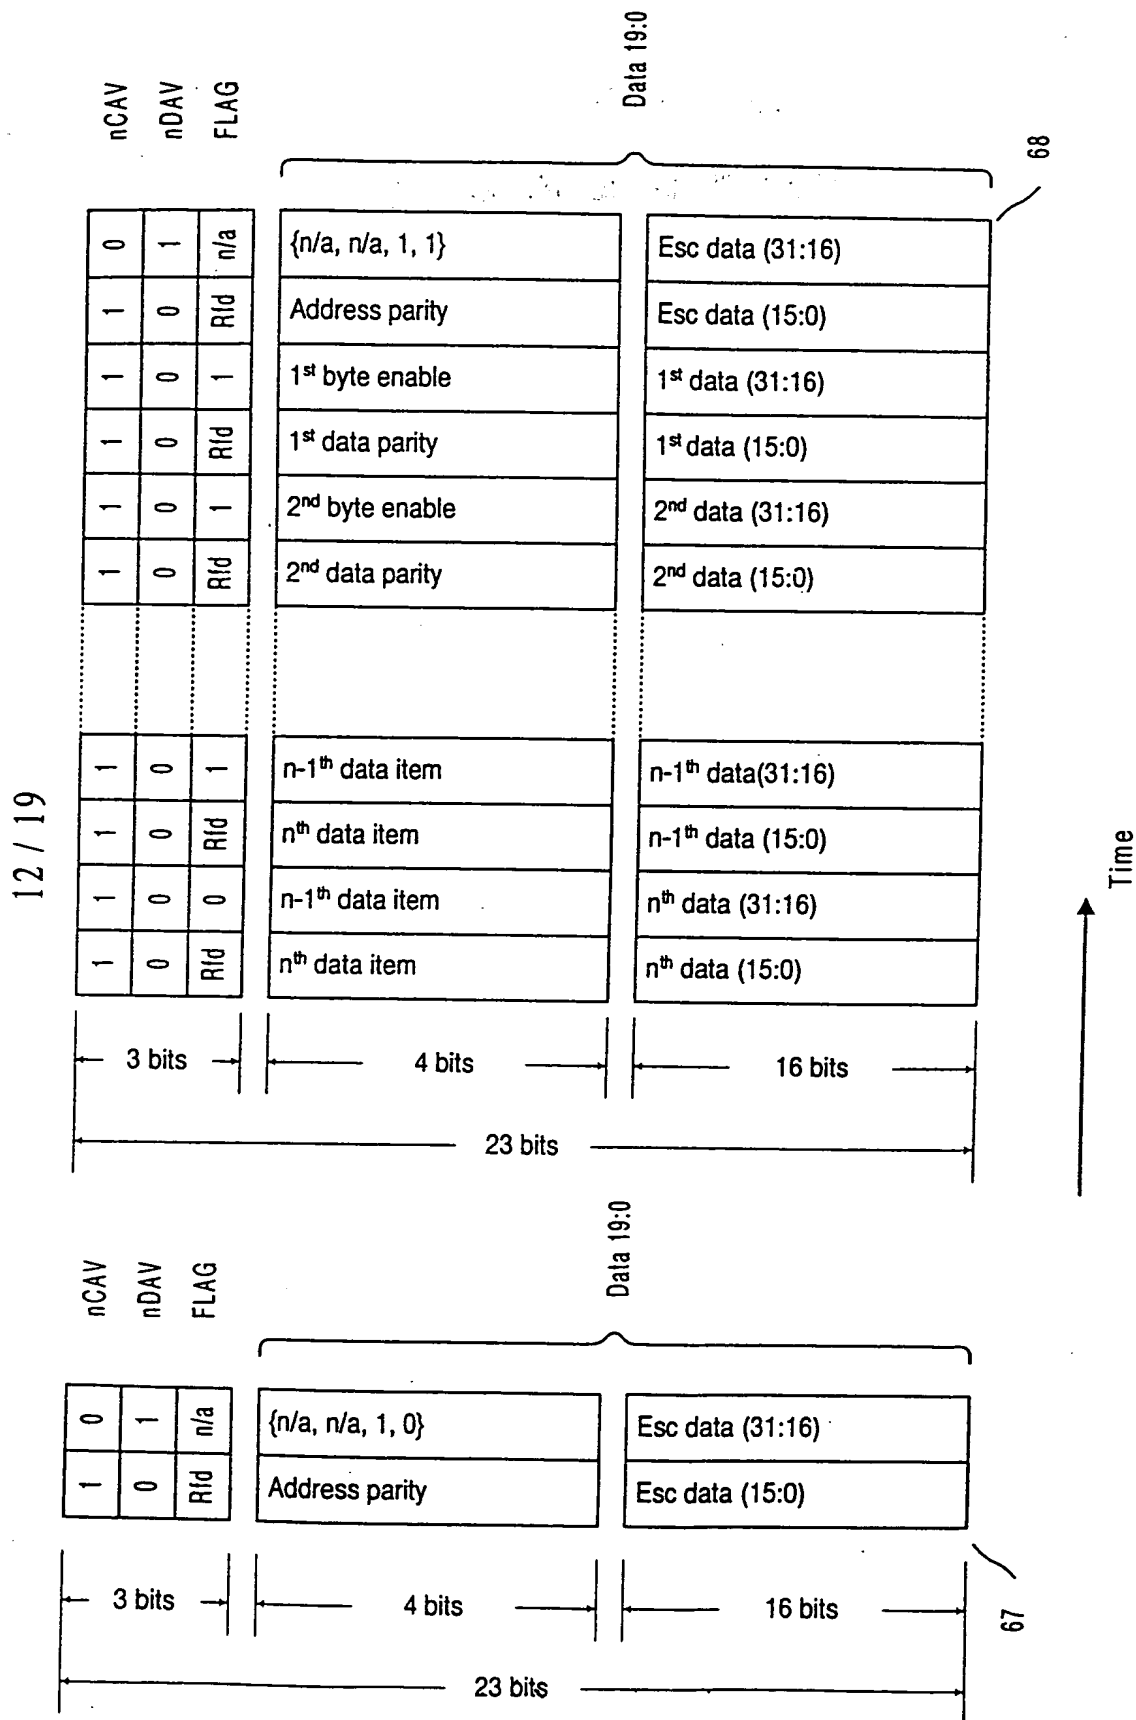 12 / 19
nCAV
nDAV
FLAG
Data 19:0
0 1 n/a {n/a, n/a, 1, 1} Esc data (31:16)
1 0 Rfd Address parity Esc data (15:0)
1 0 1 1st byte enable 1st data (31:16)
1 0 Rfd 1st data parity 1st data (15:0)
1 0 1 2nd byte enable 2nd data (31:16)
1 0 Rfd 2nd data parity 2nd data (15:0)
1 0 1 n-1th data item n-1th data(31:16)
1 0 Rfd nth data item n-1th data (15:0)
1 0 0 n-1th data item nth data (31:16)
1 0 Rfd nth data item nth data (15:0)
3 bits 4 bits 16 bits
23 bits
68
Time
nCAV
nDAV
FLAG
Data 19:0
0 1 n/a {n/a, n/a, 1, 0} Esc data (31:16)
1 0 Rfd Address parity Esc data (15:0)
3 bits 4 bits 16 bits
23 bits
67